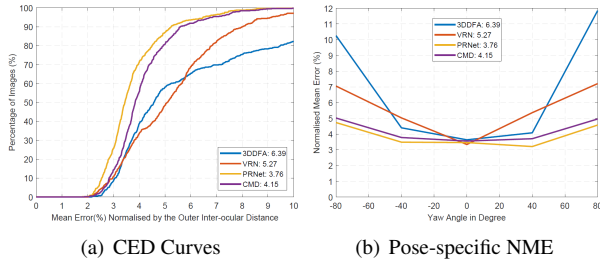 100
90
80
70
60
50
40
30
20
10
0
Percentage of Images (%)
0 1 2 3 4 5 6 7 8 9 10
Mean Error(%) Normalised by the Outer Inter-ocular Distance
3DDFA: 6.39
VRN: 5.27
PRNet: 3.76
CMD: 4.15
(a) CED Curves
12
11
10
9
8
7
6
5
4
3
2
1
0
Normalised Mean Error (%)
-80 -60 -40 -20 0 20 40 60 80
Yaw Angle in Degree
3DDFA: 6.39
VRN: 5.27
PRNet: 3.76
CMD: 4.15
(b) Pose-specific NME